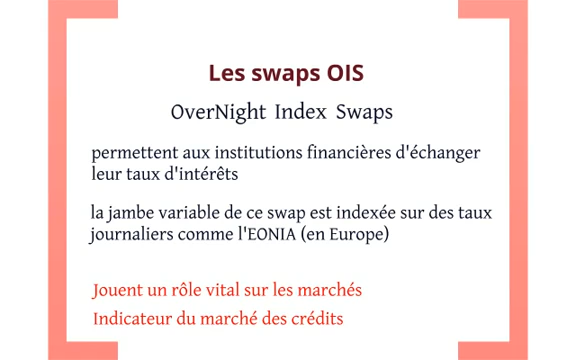 Les swaps OIS
OverNight Index Swaps
permettent aux institutions financières d'échanger
leur taux d'intérêts
la jambe variable de ce swap est indexée sur des taux
journaliers comme l'EONIA (en Europe)
Jouent un rôle vital sur les marchés
Indicateur du marché des crédits